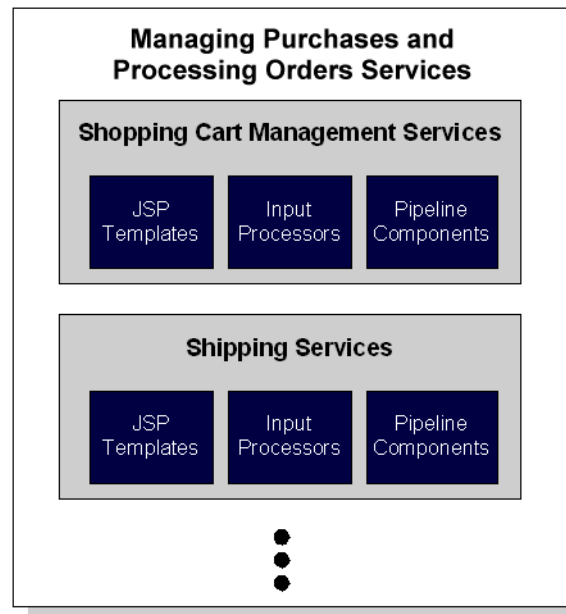 Managing Purchases and
Processing Orders Services
Shopping Cart Management Services
JSP
Templates
Input
Processors
Pipeline
Components
Shipping Services
JSP
Templates
Input
Processors
Pipeline
Components